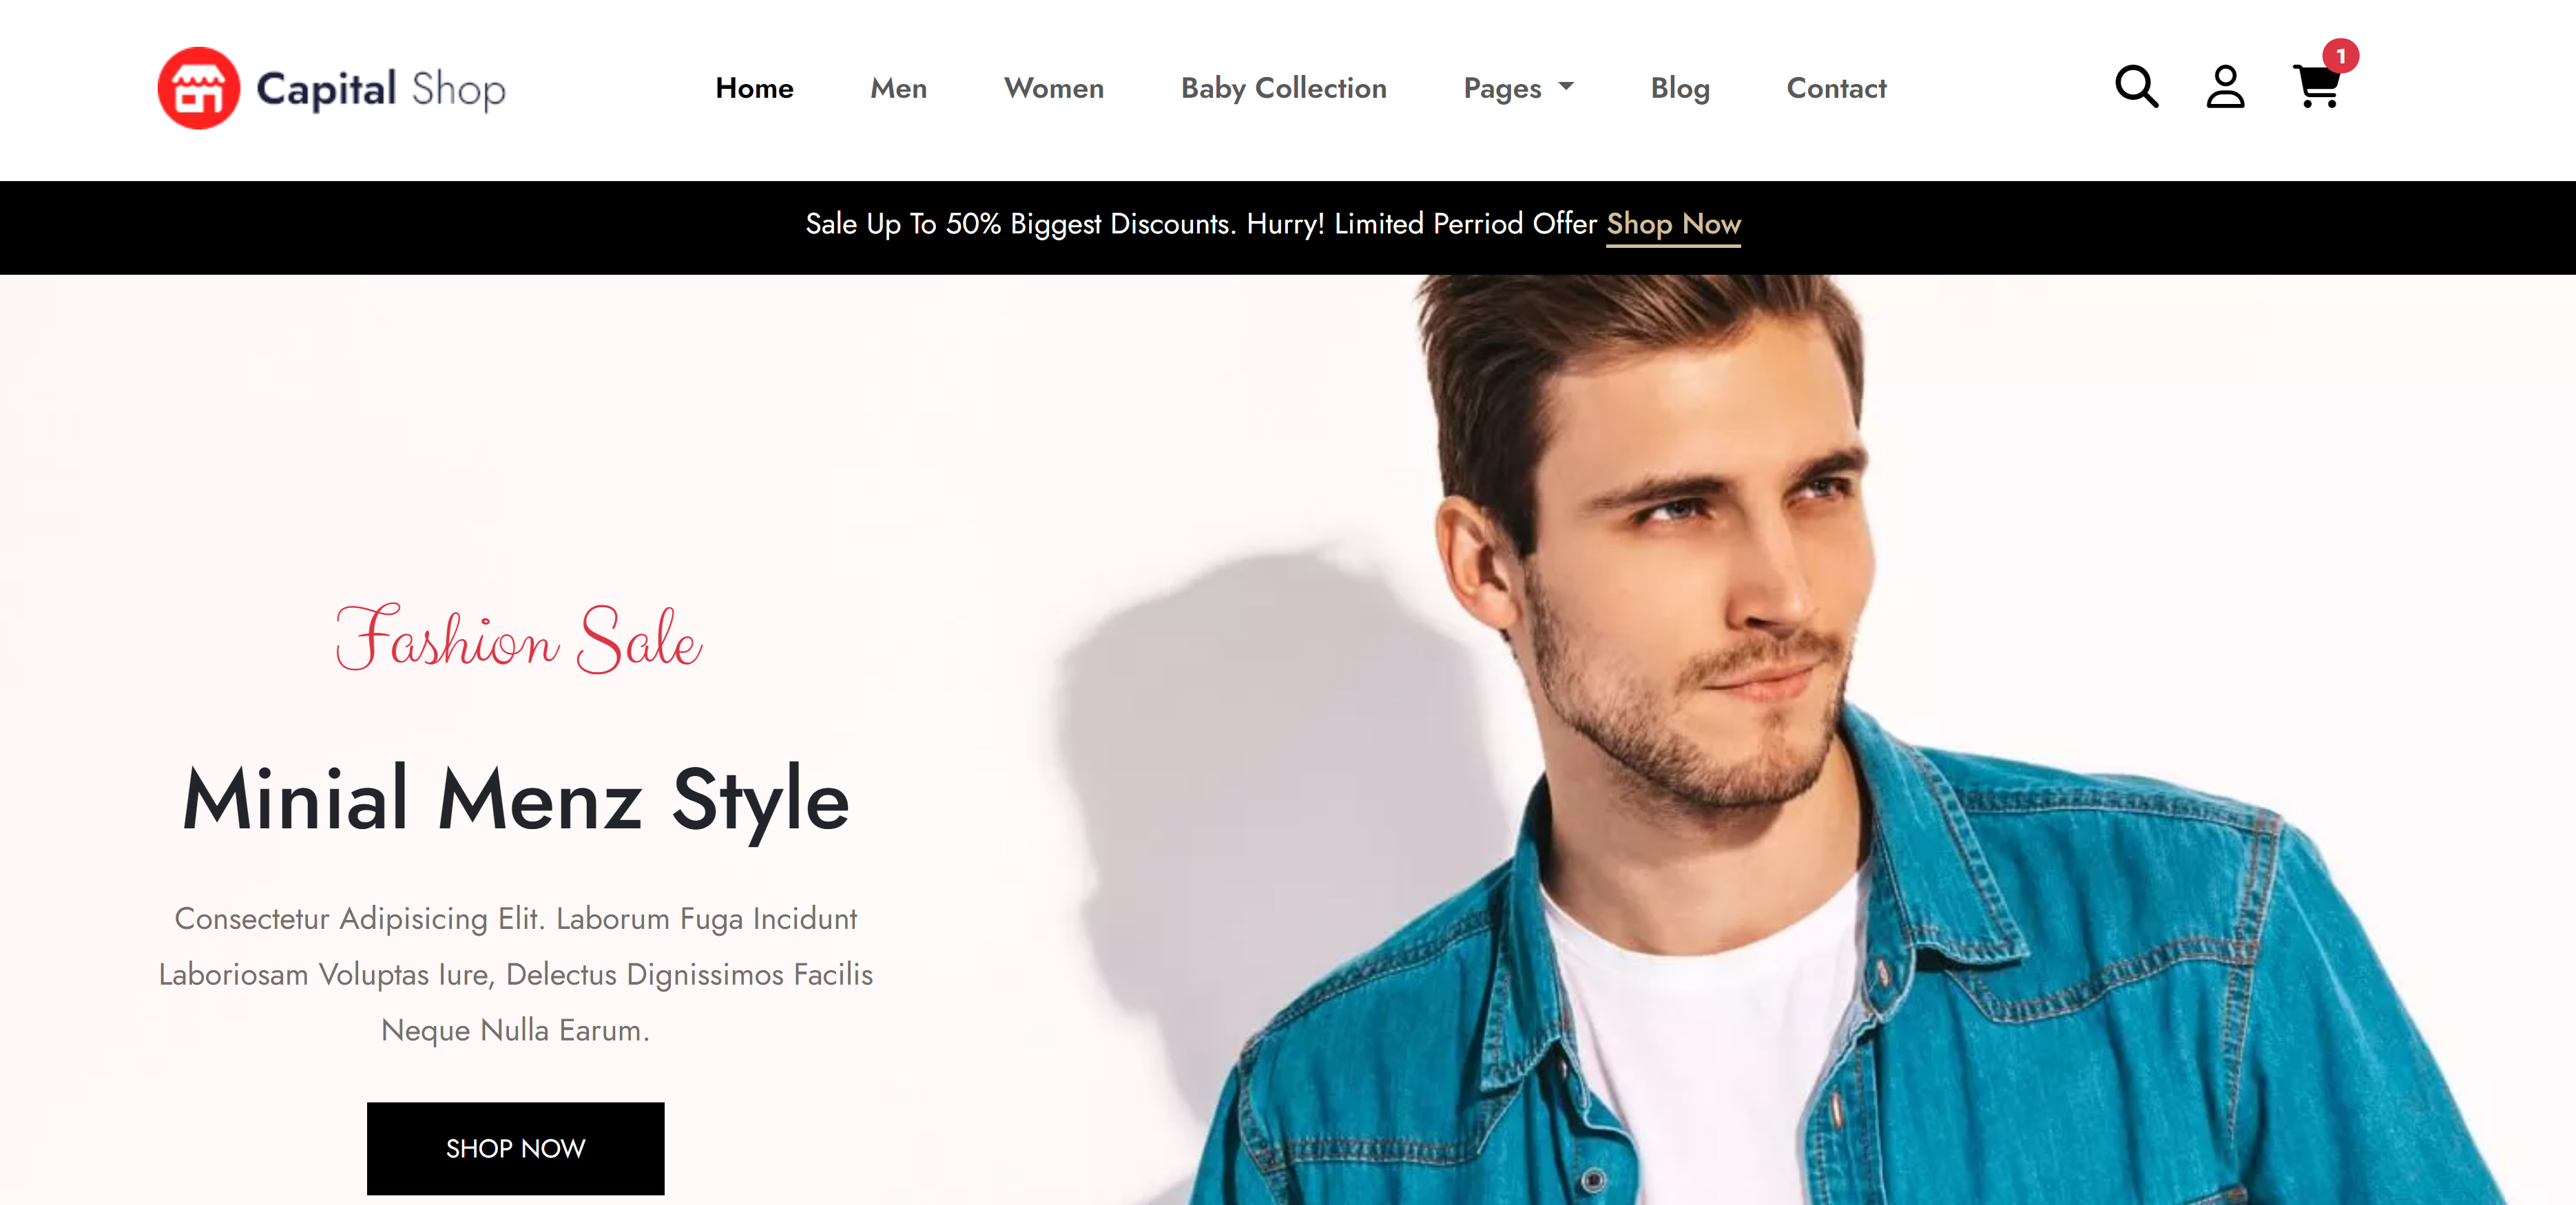 Capital Shop
Home Men Women Baby Collection Pages Blog Contact
1
Sale Up To 50% Biggest Discounts. Hurry! Limited Perriod Offer Shop Now
Fashion Sale
Minial Menz Style
Consectetur Adipisicing Elit. Laborum Fuga Incidunt
Laboriosam Voluptas Iure, Delectus Dignissimos Facilis
Neque Nulla Earum.
SHOP NOW